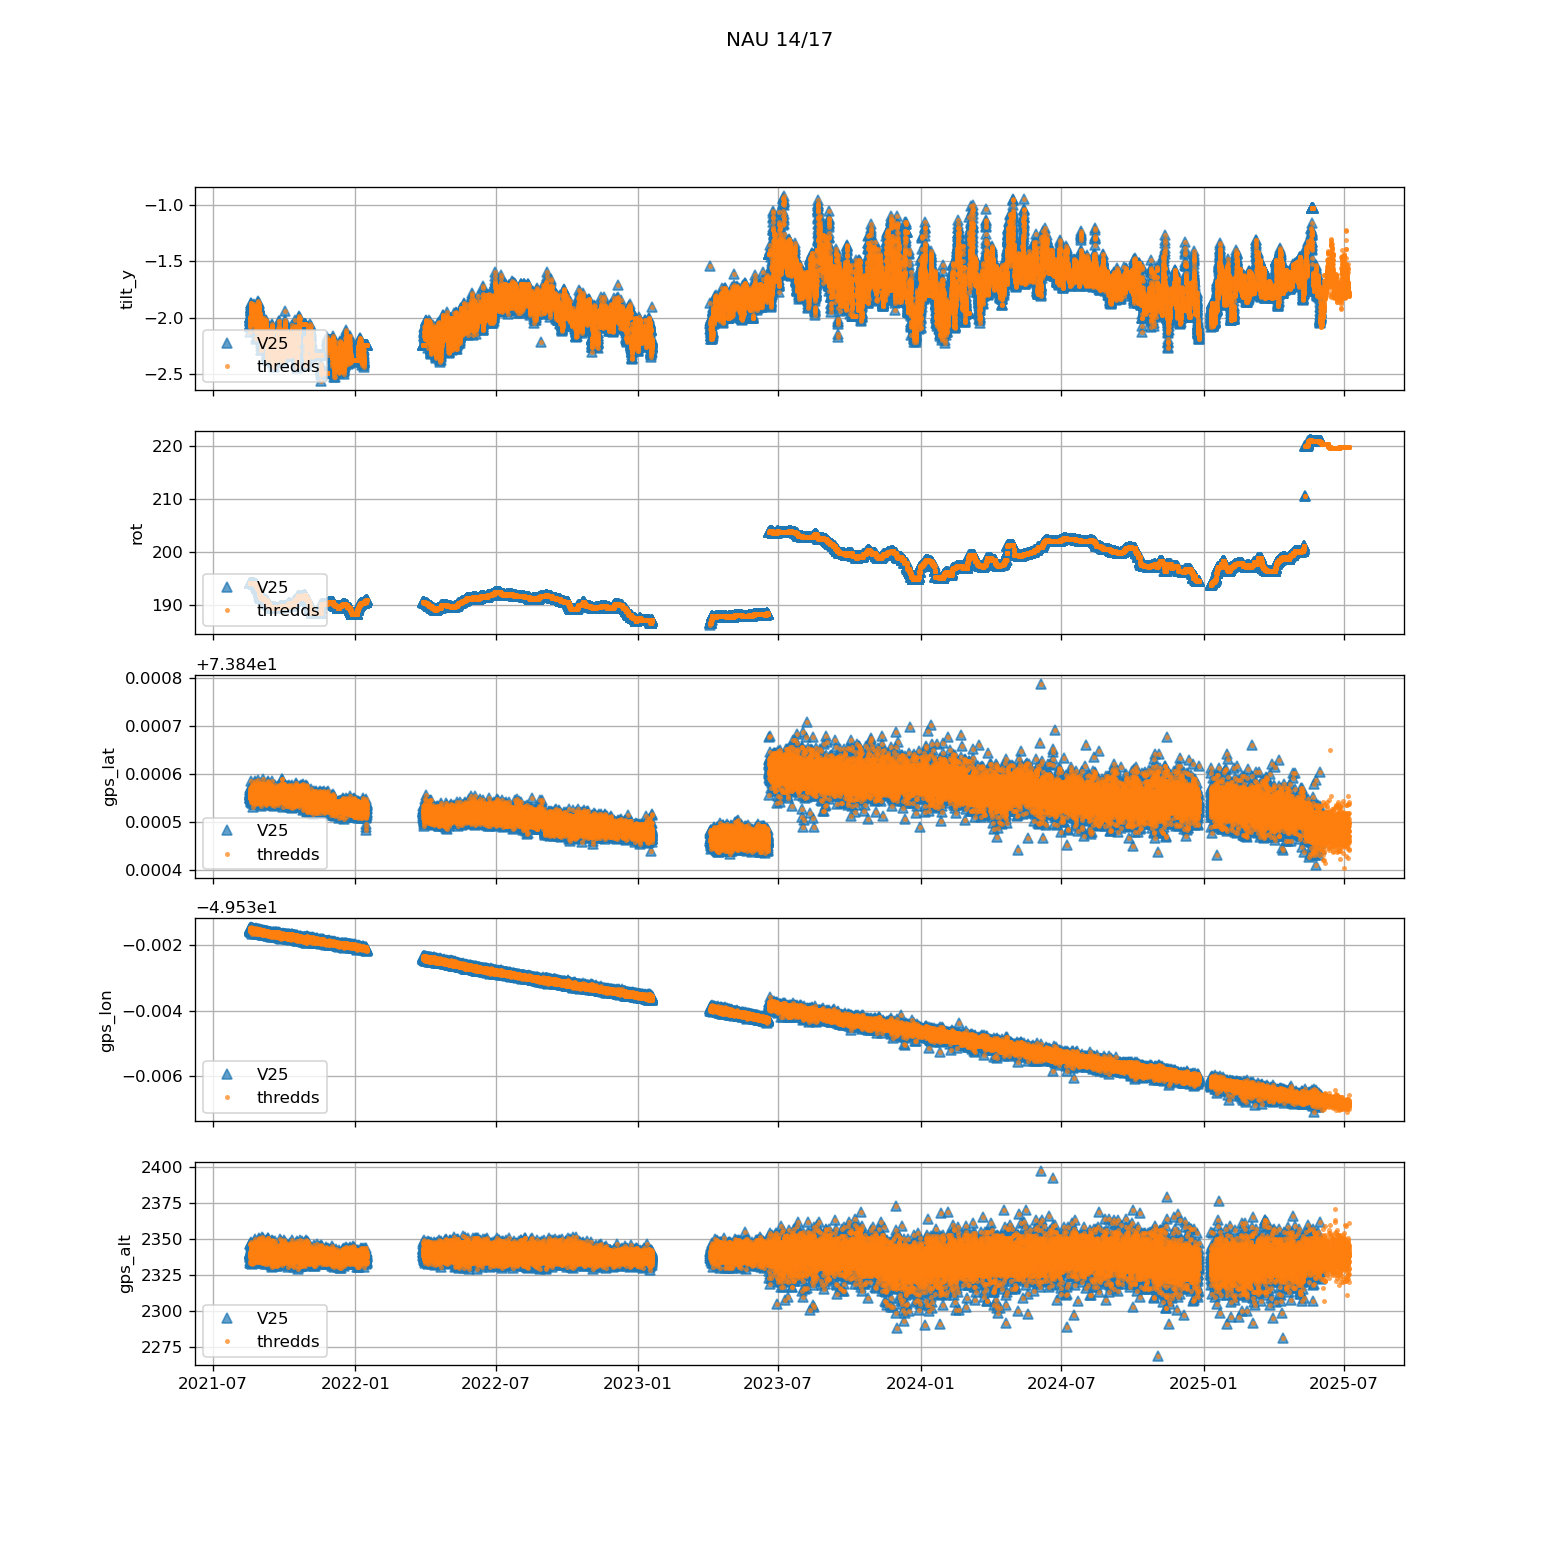 NAU 14/17
−1.0
−1.5
−2.0
−2.5
tilt_y
V25
thredds
220
210
200
190
rot
V25
thredds
+7.384e1
0.0008
0.0007
0.0006
0.0005
0.0004
gps_lat
V25
thredds
−4.953e1
−0.002
−0.004
−0.006
gps_lon
V25
thredds
2400
2375
2350
2325
2300
2275
gps_alt
V25
thredds
2021-07 2022-01 2022-07 2023-01 2023-07 2024-01 2024-07 2025-01 2025-07